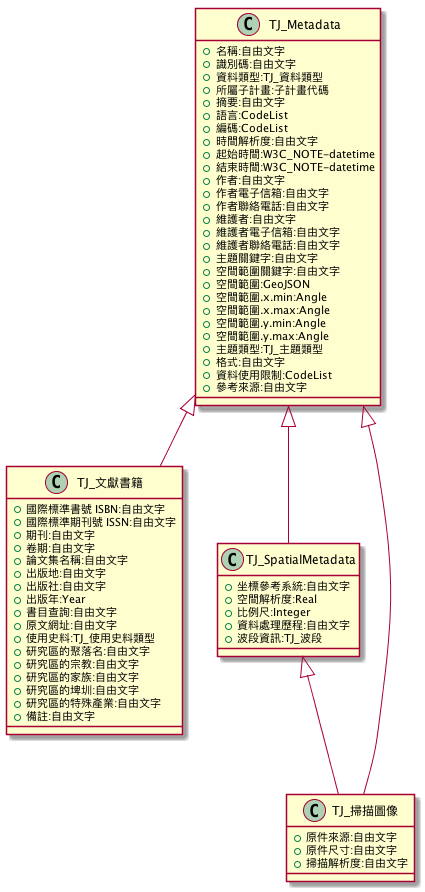 C TJ_Metadata
名稱:自由文字
識別碼:自由文字
資料類型:TJ_資料類型
所屬子計畫:子計畫代碼
摘要:自由文字
語言:CodeList
編碼:CodeList
時間解析度:自由文字
起始時間:W3C_NOTE-datetime
結束時間:W3C_NOTE-datetime
作者:自由文字
作者電子信箱:自由文字
作者聯絡電話:自由文字
維護者:自由文字
維護者電子信箱:自由文字
維護者聯絡電話:自由文字
主題關鍵字:自由文字
空間範圍關鍵字:自由文字
空間範圍:GeoJSON
空間範圍.x.min:Angle
空間範圍.x.max:Angle
空間範圍.y.min:Angle
空間範圍.y.max:Angle
主題類型:TJ_主題類型
格式:自由文字
資料使用限制:CodeList
參考來源:自由文字
C TJ_文獻書籍
國際標準書號 ISBN:自由文字
國際標準期刊號 ISSN:自由文字
期刊:自由文字
卷期:自由文字
論文集名稱:自由文字
出版地:自由文字
出版社:自由文字
出版年:Year
書目查詢:自由文字
原文網址:自由文字
使用史料:TJ_使用史料類型
研究區的聚落名:自由文字
研究區的宗教:自由文字
研究區的家族:自由文字
研究區的埤圳:自由文字
研究區的特殊產業:自由文字
備註:自由文字
C TJ_SpatialMetadata
坐標參考系統:自由文字
空間解析度:Real
比例尺:Integer
資料處理歷程:自由文字
波段資訊:TJ_波段
C TJ_掃描圖像
原件來源:自由文字
原件尺寸:自由文字
掃描解析度:自由文字